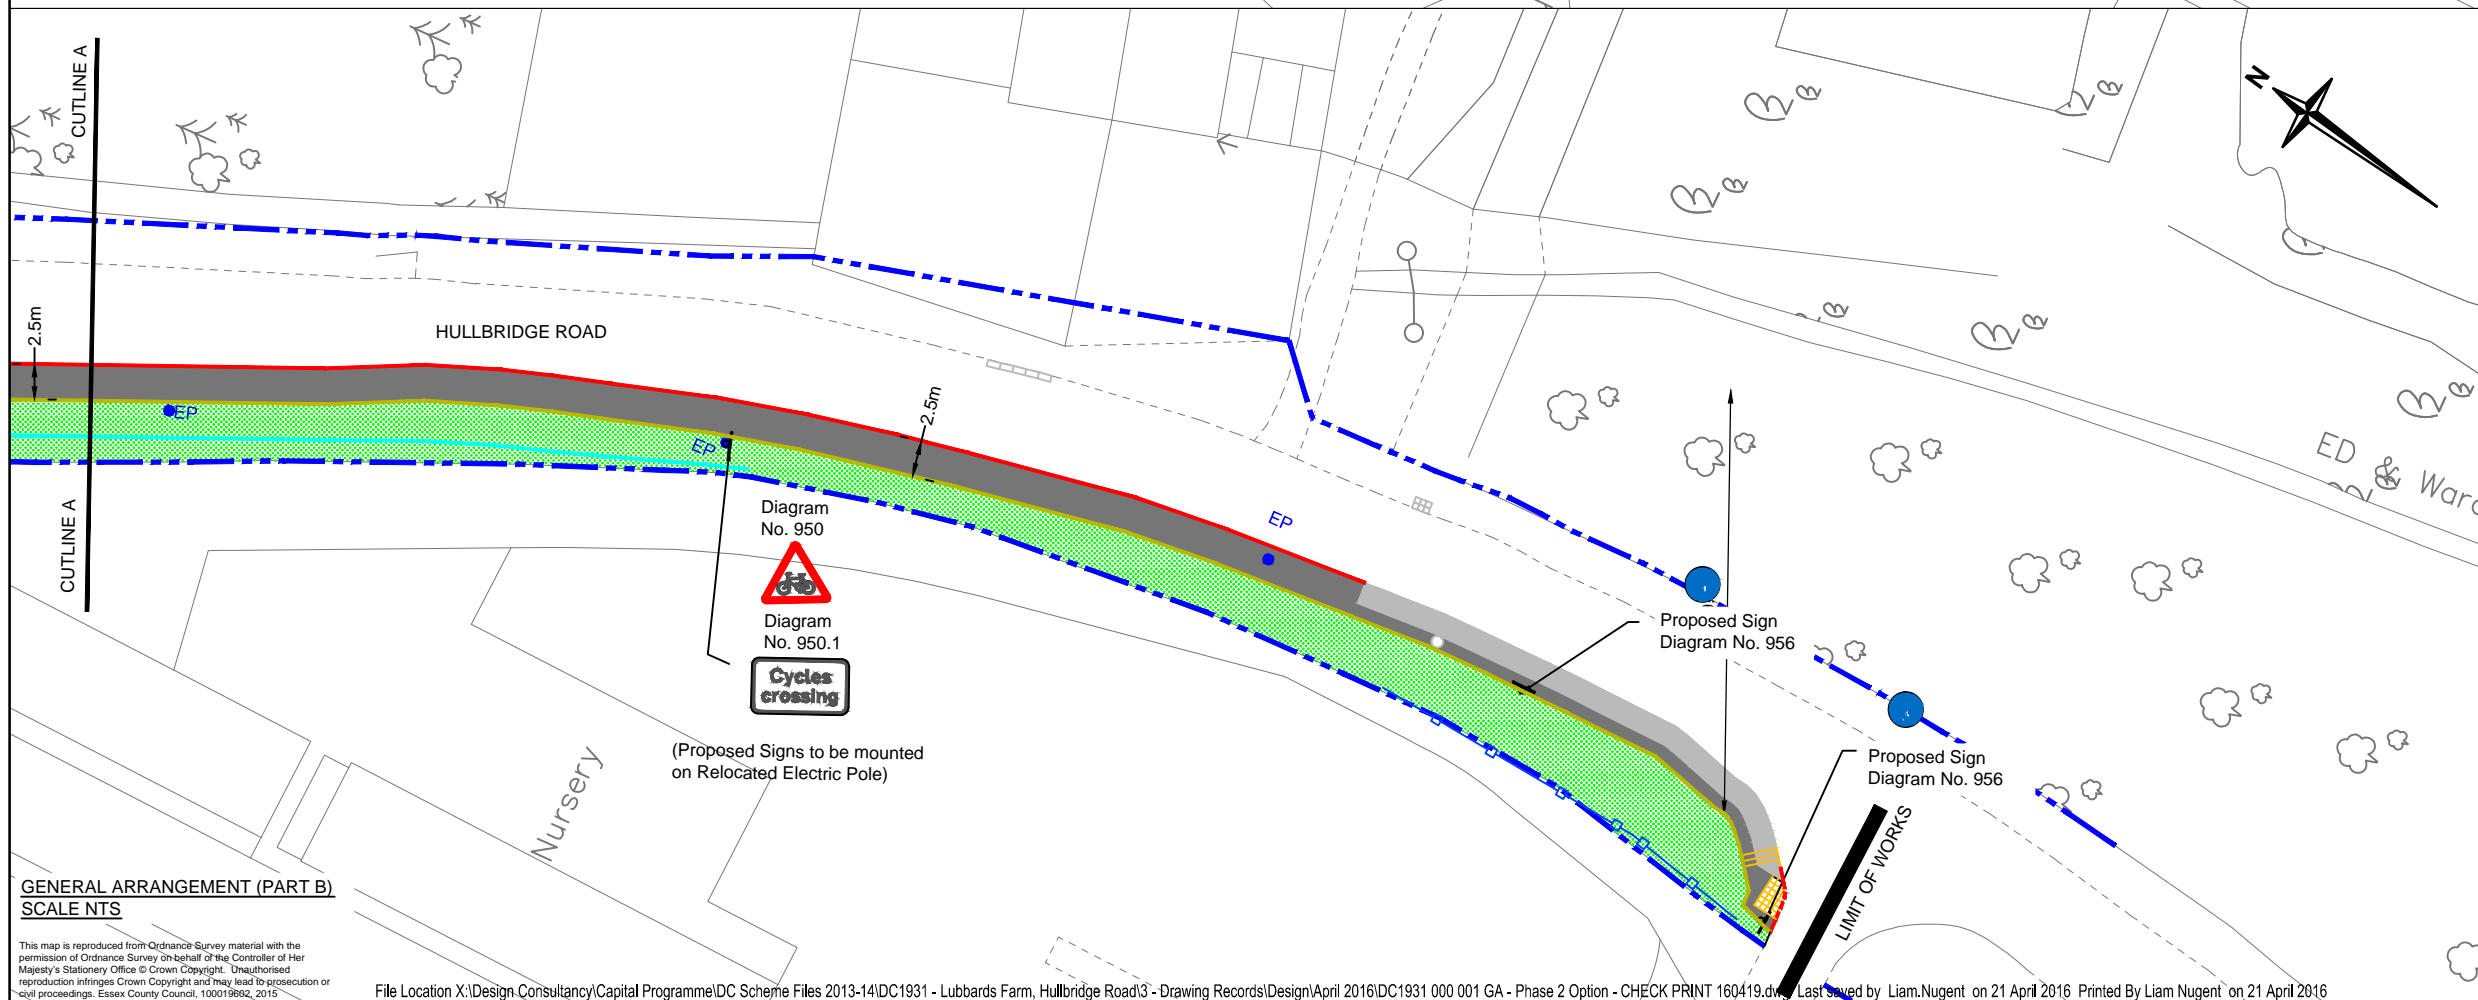 CUTLINE A
N
2.5m
HULLBRIDGE ROAD
EP
EP
2.5m
CUTLINE A
Diagram
No. 950
Diagram
No. 950.1
Cycles
crossing
(Proposed Signs to be mounted
on Relocated Electric Pole)
EP
Proposed Sign
Diagram No. 956
Proposed Sign
Diagram No. 956
ED & Ward
LIMIT OF WORKS
Nursery
GENERAL ARRANGEMENT (PART B)
SCALE NTS
This map is reproduced from Ordnance Survey material with the
permission of Ordnance Survey on behalf of the Controller of Her
Majesty's Stationery Office © Crown Copyright. Unauthorised
reproduction infringes Crown Copyright and may lead to prosecution or
civil proceedings. Essex County Council, 100019602, 2015
File Location X:\Design Consultancy\Capital Programme\DC Scheme Files 2013-14\DC1931 - Lubbards Farm, Hullbridge Road\3 - Drawing Records\Design\April 2016\DC1931 000 001 GA - Phase 2 Option - CHECK PRINT 160419.dwg Last saved by Liam.Nugent on 21 April 2016 Printed By Liam Nugent on 21 April 2016